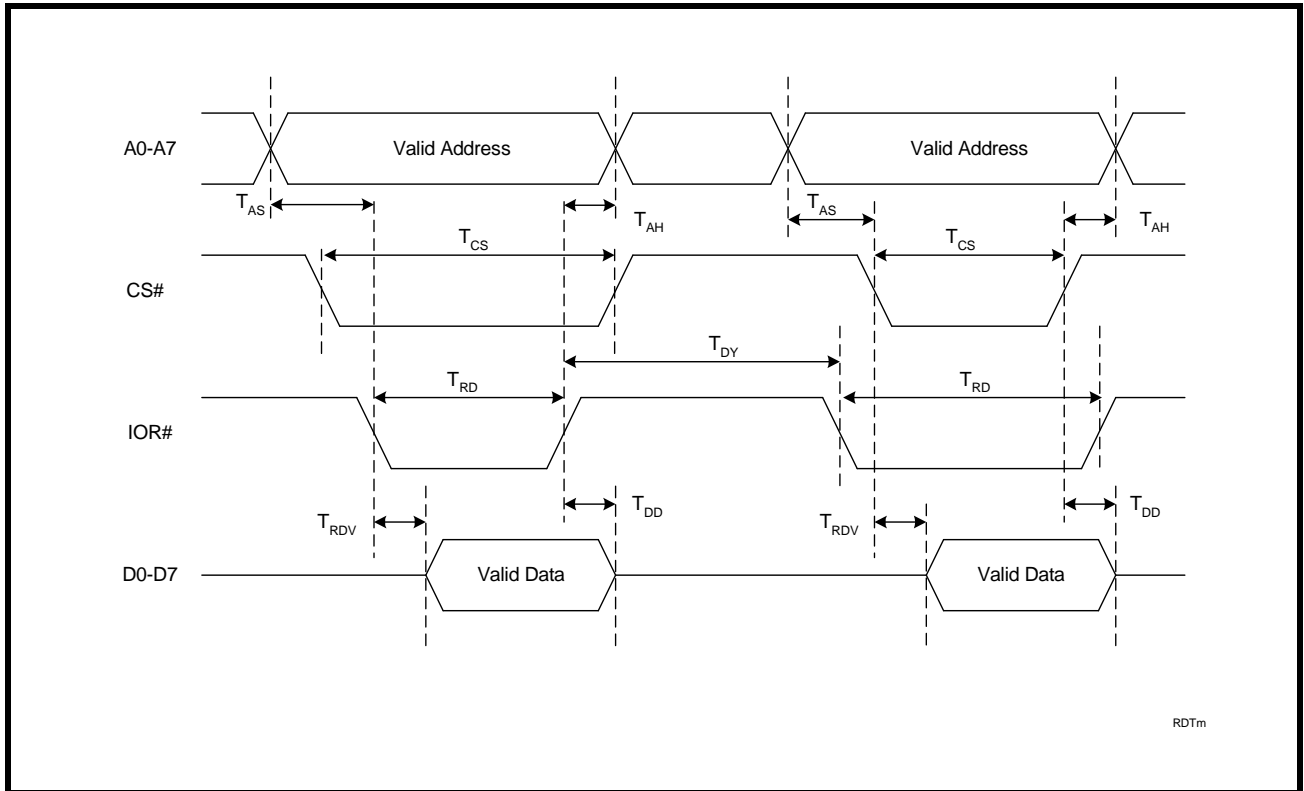 A0-A7
Valid Address
Valid Address
TAS
TAH
TAS
TAH
TCS
TCS
CS#
TDY
TRD
TRD
IOR#
TRDV
TDD
TRDV
TDD
D0-D7
Valid Data
Valid Data
RDTm